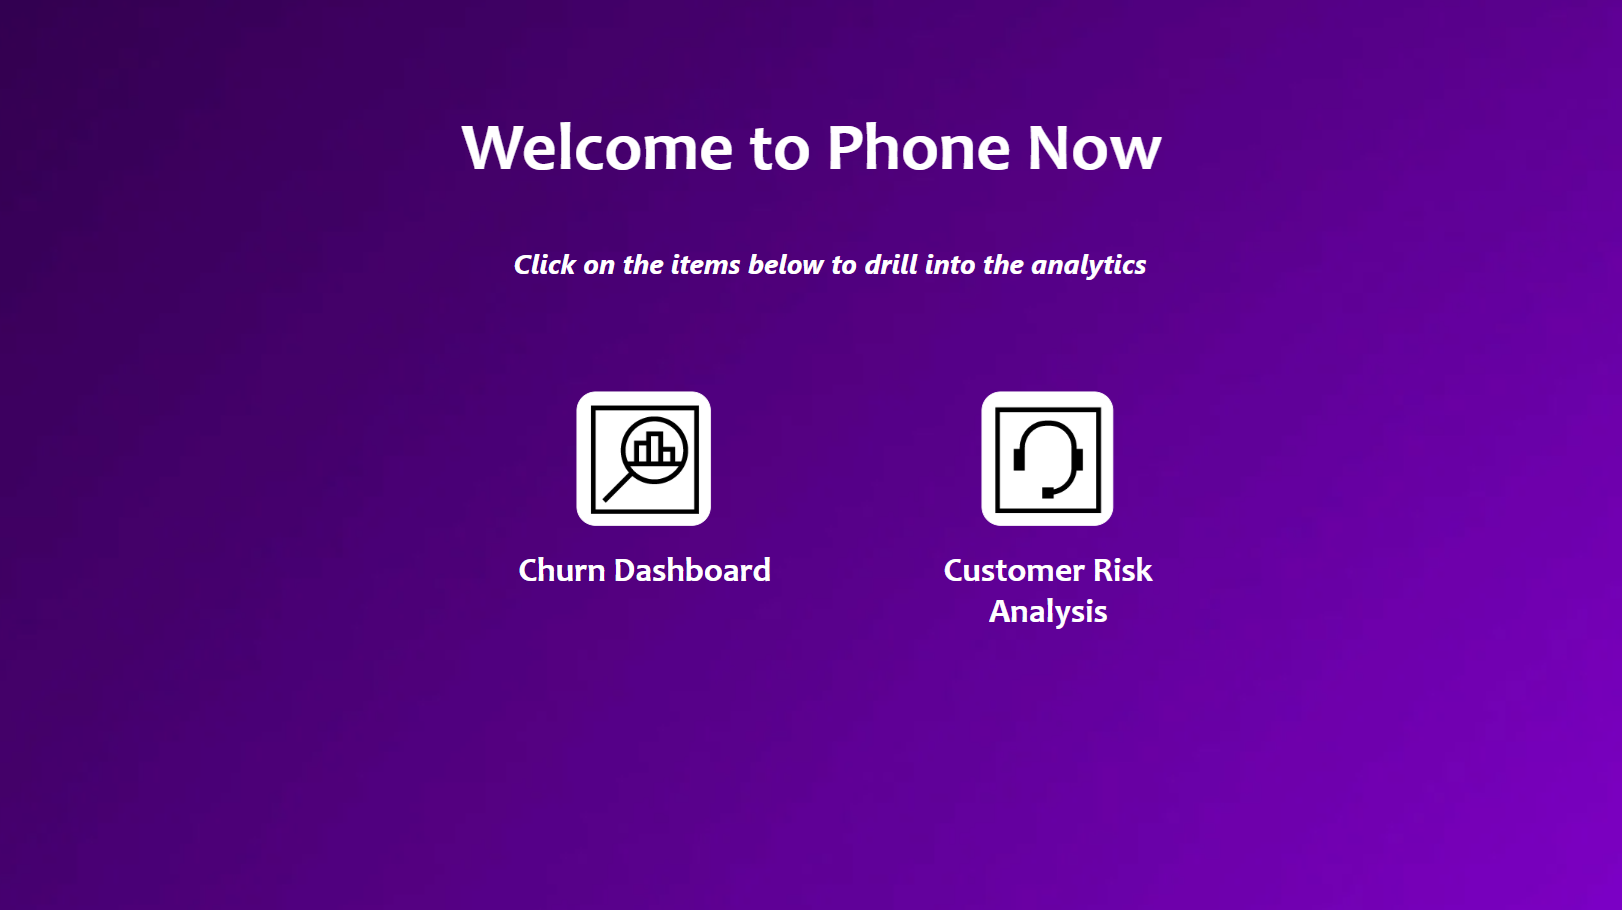 Welcome to Phone Now
Click on the items below to drill into the analytics
Churn Dashboard
Customer Risk
Analysis